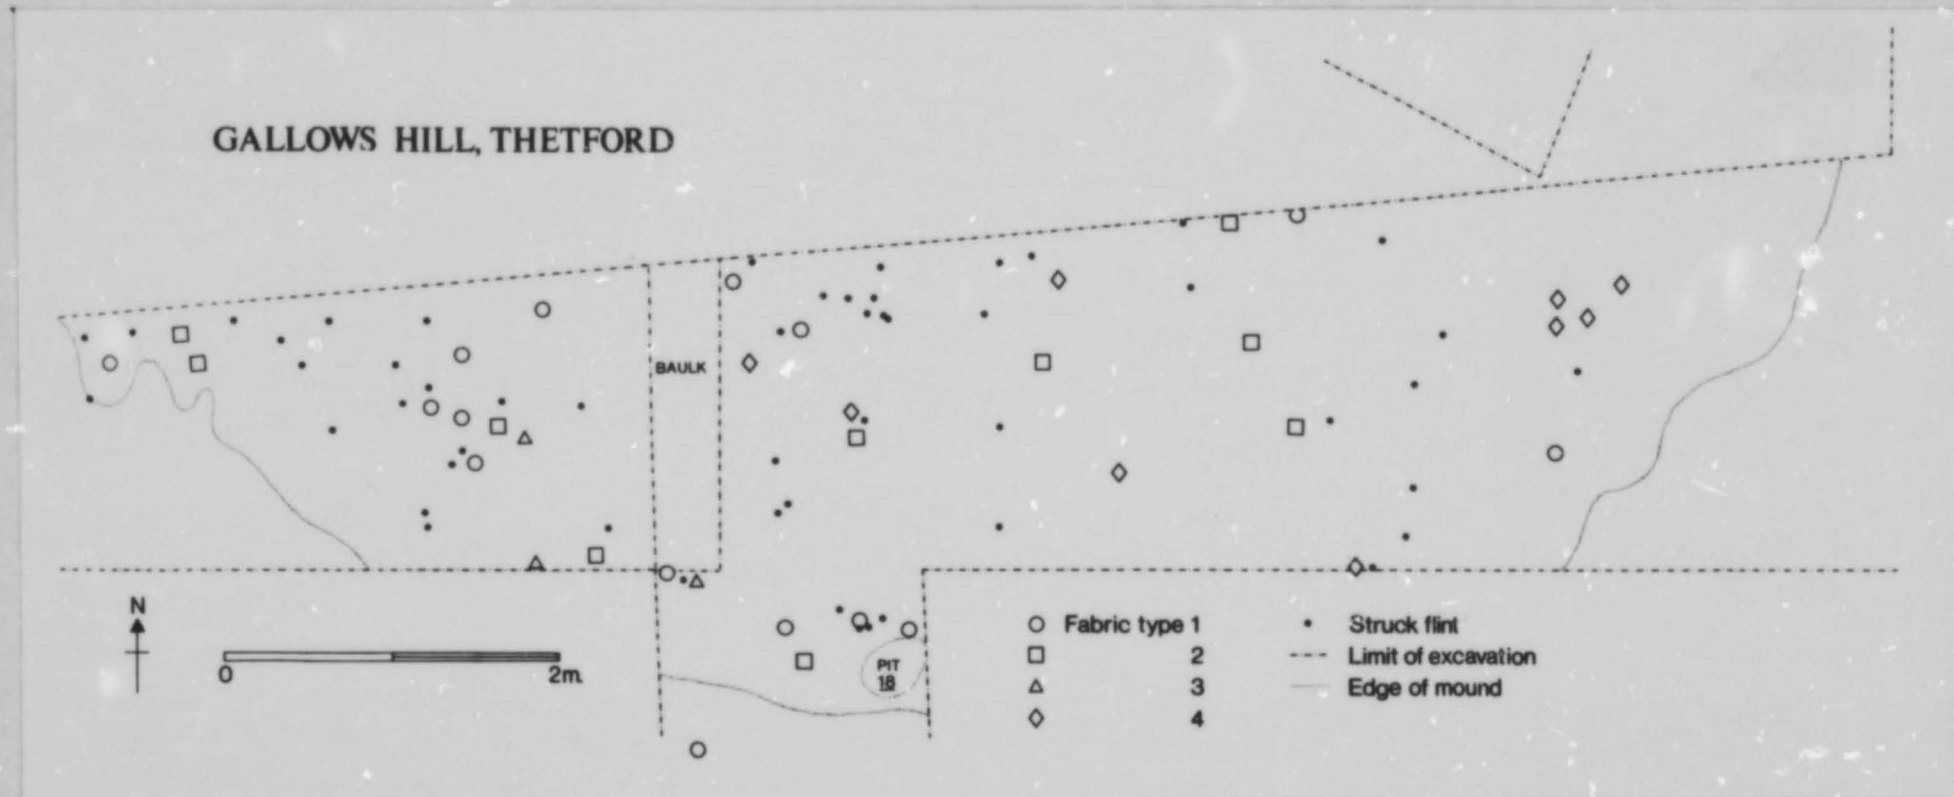 GALLOWS HILL, THETFORD
BAULK
N
0 2m.
PIT
18
Fabric type 1
2
3
4
Struck flint
Limit of excavation
Edge of mound